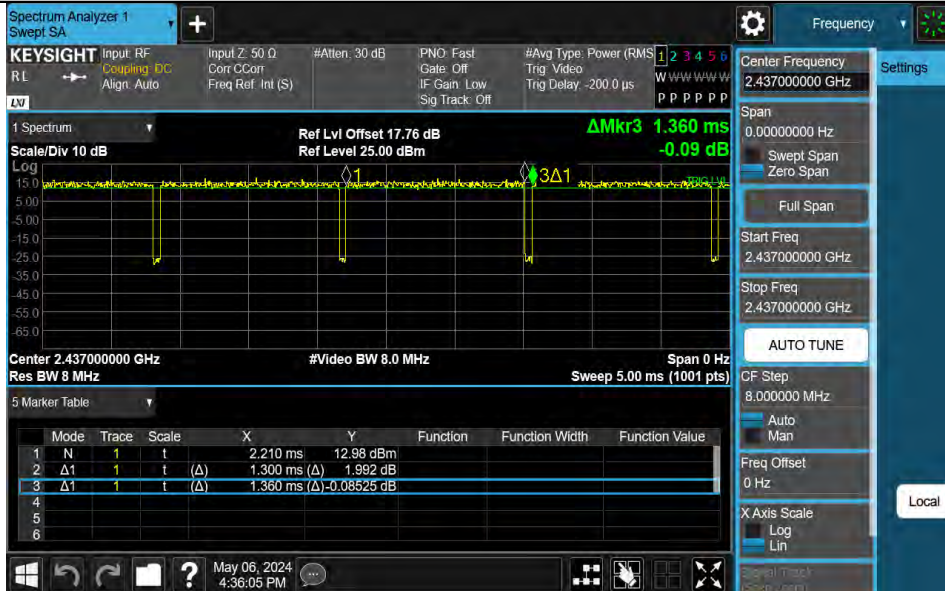 Spectrum Analyzer 1
Swept SA
+
Frequency
KEYSIGHT
RL
LXI
Input: RF
Coupling: DC
Align: Auto
Input Z: 50 Ω
Corr CCorr
Freq Ref: Int (S)
#Atten: 30 dB
PNO: Fast
Gate: Off
IF Gain: Low
Sig Track: Off
#Avg Type: Power (RMS
Trig: Video
Trig Delay: -200.0 µs
1 2 3 4 5 6
W W W W W W
P P P P P P
1 Spectrum
Scale/Div 10 dB
Ref Lvl Offset 17.76 dB
Ref Level 25.00 dBm
ΔMkr3 1.360 ms
-0.09 dB
Log
15.0
5.00
-5.00
-15.0
-25.0
-35.0
-45.0
-55.0
-65.0
1
3Δ1
TRIG LVL
Center 2.437000000 GHz
#Video BW 8.0 MHz
Span 0 Hz
Res BW 8 MHz
Sweep 5.00 ms (1001 pts)
5 Marker Table
Mode Trace Scale X Y Function Function Width Function Value
1 N 1 t 2.210 ms 12.98 dBm
2 Δ1 1 t (Δ) 1.300 ms (Δ) 1.992 dB
3 Δ1 1 t (Δ) 1.360 ms (Δ) -0.08525 dB
4
5
6
May 06, 2024
4:36:05 PM
?
Center Frequency
2.437000000 GHz
Span
0.00000000 Hz
Swept Span
Zero Span
Full Span
Start Freq
2.437000000 GHz
Stop Freq
2.437000000 GHz
AUTO TUNE
CF Step
8.000000 MHz
Auto
Man
Freq Offset
0 Hz
X Axis Scale
Log
Lin
Signal Track
Settings
Local